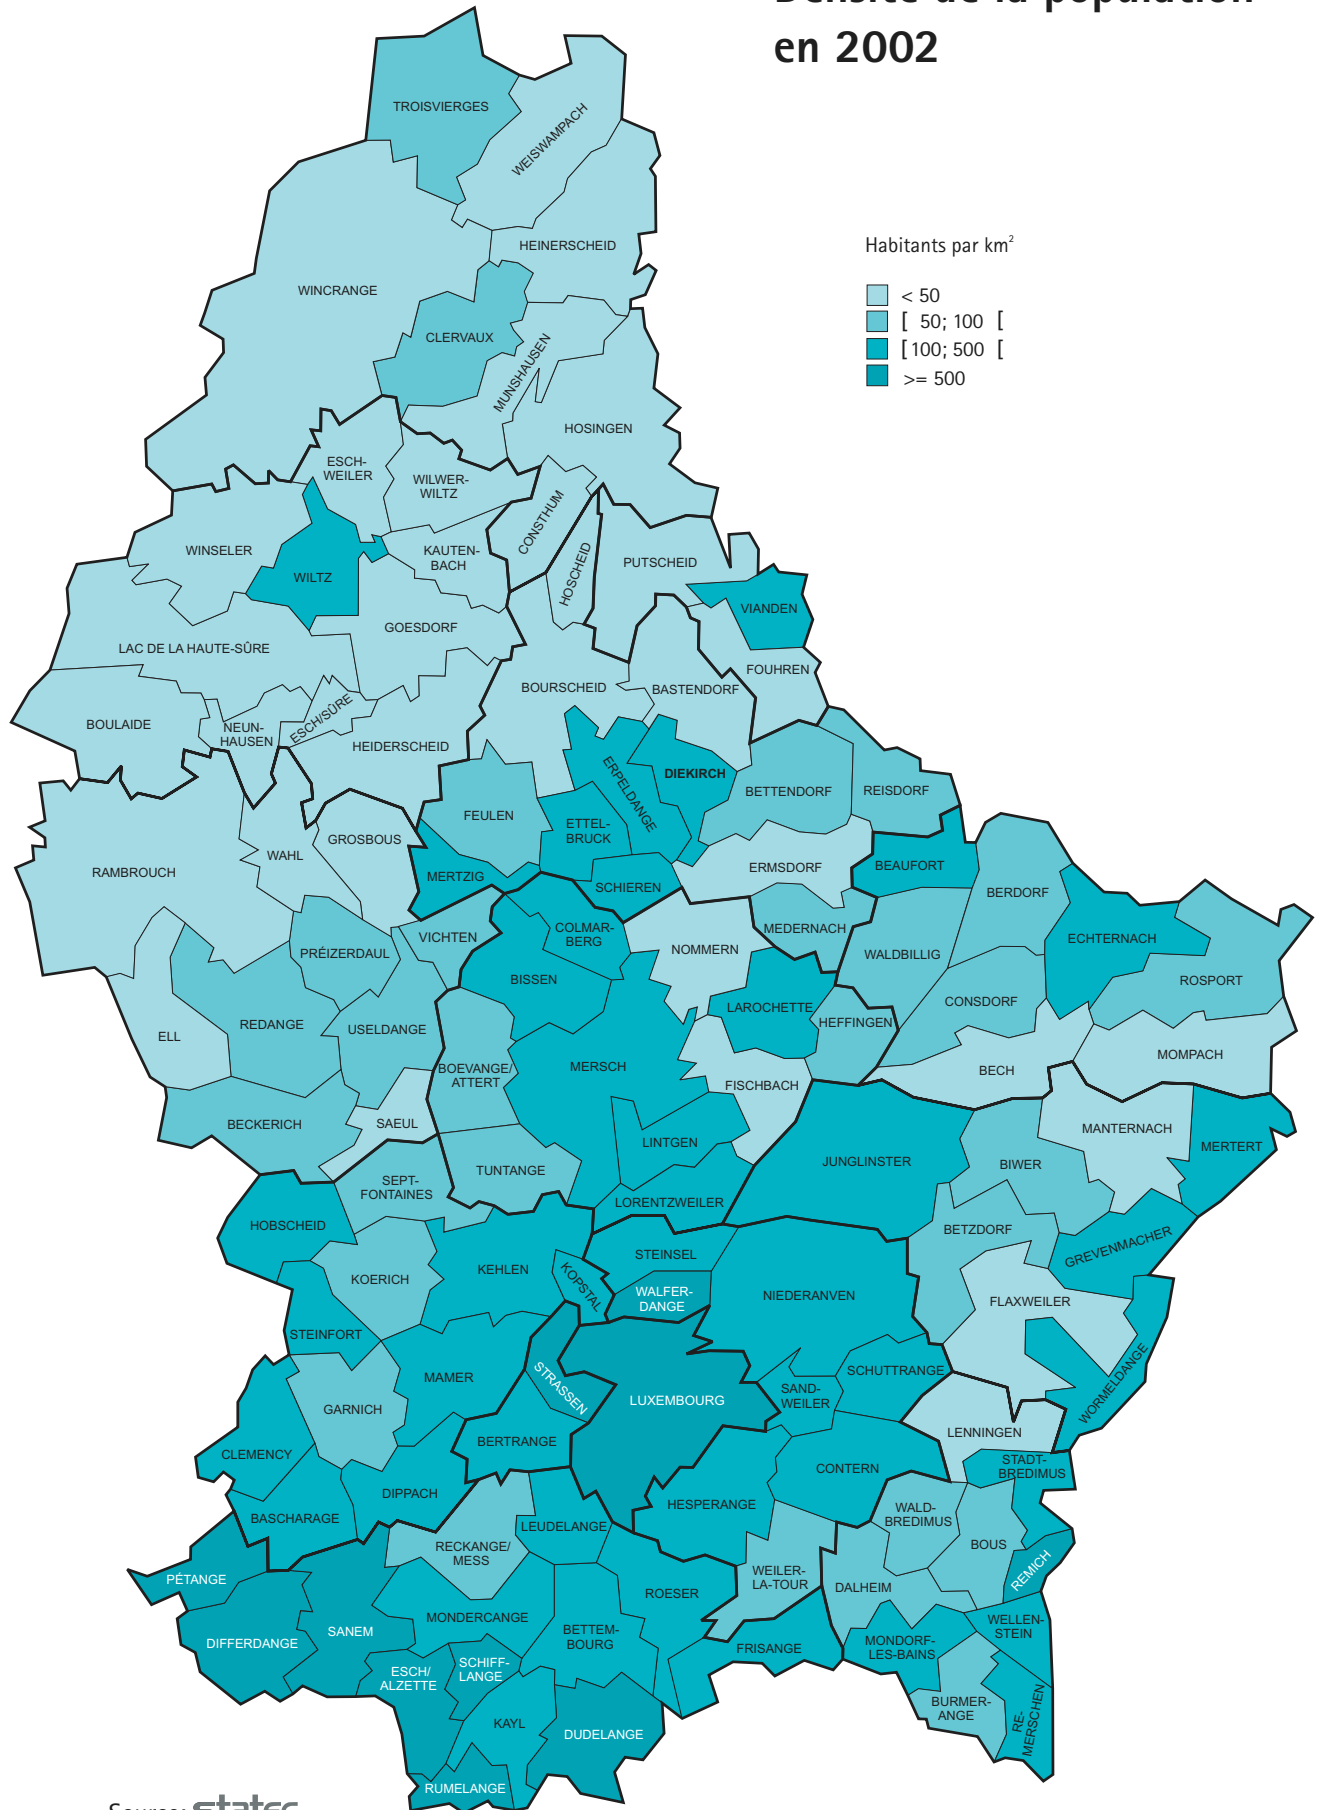 Densité de la population
en 2002
Habitants par km²
< 50
[ 50; 100 [
[100; 500 [
>= 500
TROISVIERGES
WEISWAMPACH
HEINERSCHEID
WINCRANGE
CLERVAUX
MUNSHAUSEN
HOSINGEN
ESCH-
WEILER
WILWER-
WILTZ
CONSTHUM
WINSELER
KAUTEN-
BACH
HOSCHEID
PUTSCHEID
WILTZ
VIANDEN
GOESDORF
LAC DE LA HAUTE-SÛRE
FOUHREN
BOURSCHEID
BASTENDORF
BOULAIDE
NEUN-
HAUSEN
ESCH/SÛRE
HEIDERSCHEID
ERPELDANGE
DIEKIRCH
BETTENDORF
REISDORF
FEULEN
ETTEL-
BRUCK
GROSBOUS
WAHL
RAMBROUCH
MERTZIG
SCHIEREN
ERMSDORF
BEAUFORT
BERDORF
VICHTEN
COLMAR-
BERG
MEDERNACH
ECHTERNACH
PRÉIZERDAUL
NOMMERN
WALDBILLIG
BISSEN
ROSPORT
CONSDORF
LAROCHETTE
HEFFINGEN
REDANGE
USELDANGE
ELL
MERSCH
BOEVANGE/
ATTERT
FISCHBACH
BECH
MOMPACH
BECKERICH
SAEUL
LINTGEN
MANTERNACH
MERTERT
JUNGLINSTER
BIWER
TUNTANGE
SEPT-
FONTAINES
LORENTZWEILER
HOBSCHEID
BETZDORF
GREVENMACHER
STEINSEL
KEHLEN
KOPSTAL
KOERICH
WALFER-
DANGE
NIEDERANVEN
FLAXWEILER
STEINFORT
SCHUTTRANGE
MAMER
STRASSEN
LUXEMBOURG
SAND-
WEILER
WORMELDANGE
GARNICH
LENNINGEN
BERTRANGE
CLEMENCY
CONTERN
STADT-
BREDIMUS
DIPPACH
HESPERANGE
WALD-
BREDIMUS
BASCHARAGE
LEUDELANGE
RECKANGE/
MESS
BOUS
REMICH
PÉTANGE
WEILER-
LA-TOUR
DALHEIM
ROESER
MONDERCANGE
WELLEN-
STEIN
SANEM
DIFFERDANGE
BETTEM-
BOURG
FRISANGE
MONDORF-
LES-BAINS
SCHIFF-
LANGE
ESCH/
ALZETTE
BURMER-
ANGE
RE-
MERSCHEN
KAYL
DUDELANGE
RUMELANGE
Source: statec